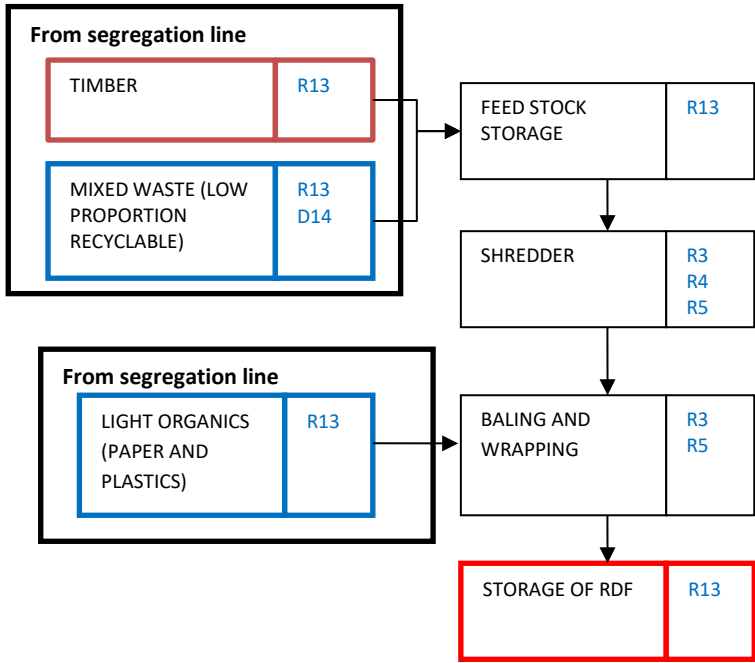 From segregation line
TIMBER
R13
MIXED WASTE (LOW
PROPORTION
RECYCLABLE)
R13
D14
FEED STOCK
STORAGE
R13
SHREDDER
R3
R4
R5
From segregation line
LIGHT ORGANICS
(PAPER AND
PLASTICS)
R13
BALING AND
WRAPPING
R3
R5
STORAGE OF RDF
R13